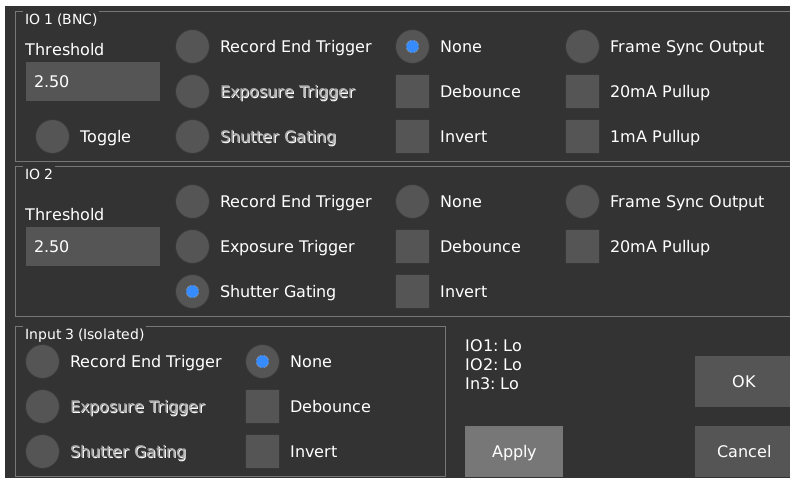 IO 1 (BNC)
Threshold
2.50
Toggle
Record End Trigger
None
Frame Sync Output
Exposure Trigger
Debounce
20mA Pullup
Shutter Gating
Invert
1mA Pullup
IO 2
Threshold
2.50
Record End Trigger
None
Frame Sync Output
Exposure Trigger
Debounce
20mA Pullup
Shutter Gating
Invert
Input 3 (Isolated)
Record End Trigger
None
Exposure Trigger
Debounce
Shutter Gating
Invert
IO1: Lo
IO2: Lo
In3: Lo
OK
Apply
Cancel